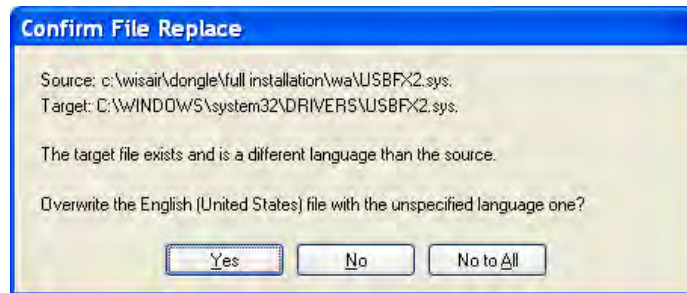 Confirm File Replace
Source: c:\wisair\dongle\full installation\wa\USBFX2.sys.
Target: C:\WINDOWS\system32\DRIVERS\USBFX2.sys.
The target file exists and is a different language than the source.
Overwrite the English (United States) file with the unspecified language one?
Yes No No to All